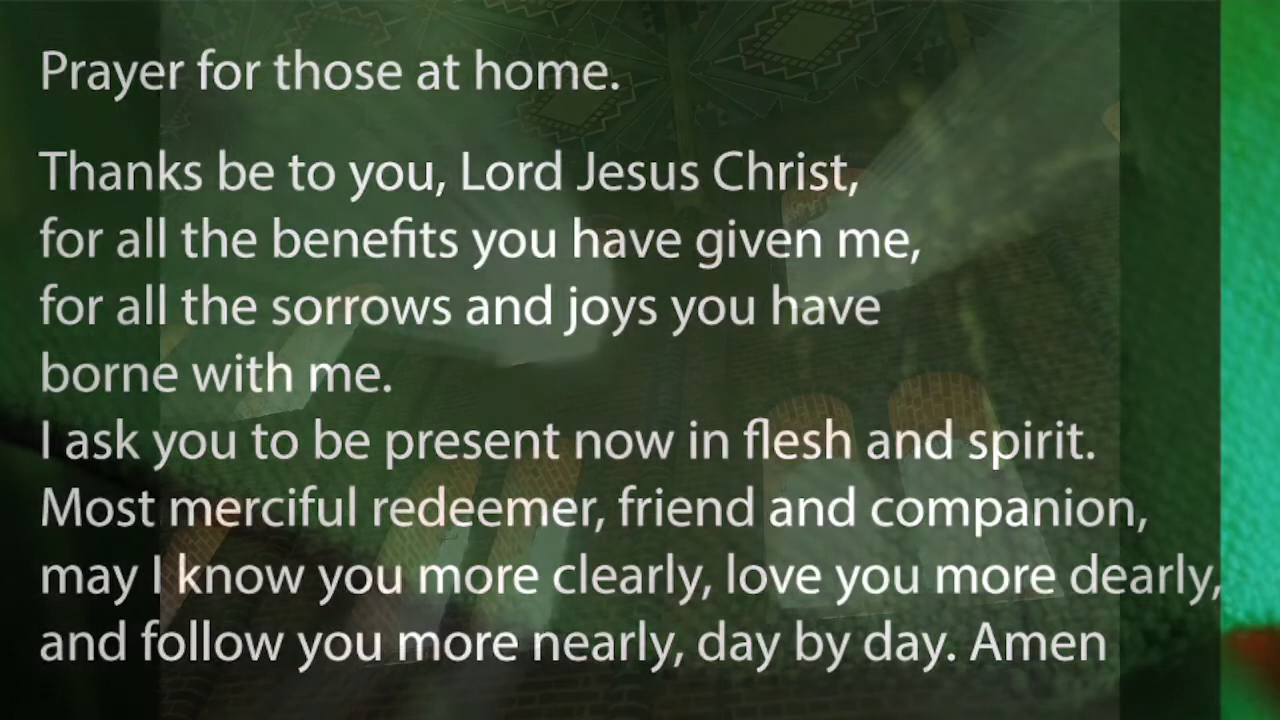 Prayer for those at home.
Thanks be to you, Lord Jesus Christ,
for all the benefits you have given me,
for all the sorrows and joys you have
borne with me.
I ask you to be present now in flesh and spirit.
Most merciful redeemer, friend and companion,
may I know you more clearly, love you more dearly,
and follow you more nearly, day by day. Amen